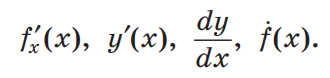 f′ₓ(x), y′(x), dy/dx, ḟ(x).